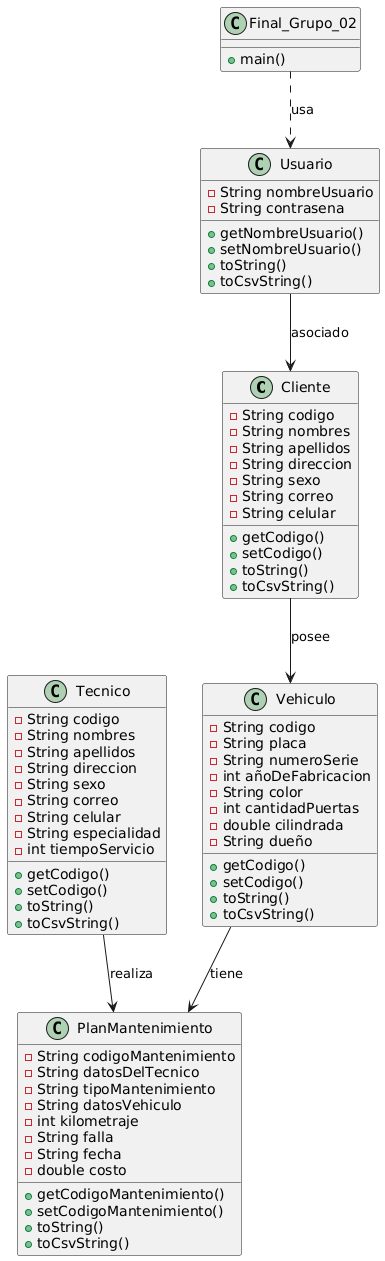 C Final_Grupo_02
main()
usa
C Usuario
String nombreUsuario
String contrasena
getNombreUsuario()
setNombreUsuario()
toString()
toCsvString()
asociado
C Cliente
String codigo
String nombres
String apellidos
String direccion
String sexo
String correo
String celular
getCodigo()
setCodigo()
toString()
toCsvString()
posee
C Tecnico
String codigo
String nombres
String apellidos
String direccion
String sexo
String correo
String celular
String especialidad
int tiempoServicio
getCodigo()
setCodigo()
toString()
toCsvString()
C Vehiculo
String codigo
String placa
String numeroSerie
int añoDeFabricacion
String color
int cantidadPuertas
double cilindrada
String dueño
getCodigo()
setCodigo()
toString()
toCsvString()
realiza
tiene
C PlanMantenimiento
String codigoMantenimiento
String datosDelTecnico
String tipoMantenimiento
String datosVehiculo
int kilometraje
String falla
String fecha
double costo
getCodigoMantenimiento()
setCodigoMantenimiento()
toString()
toCsvString()